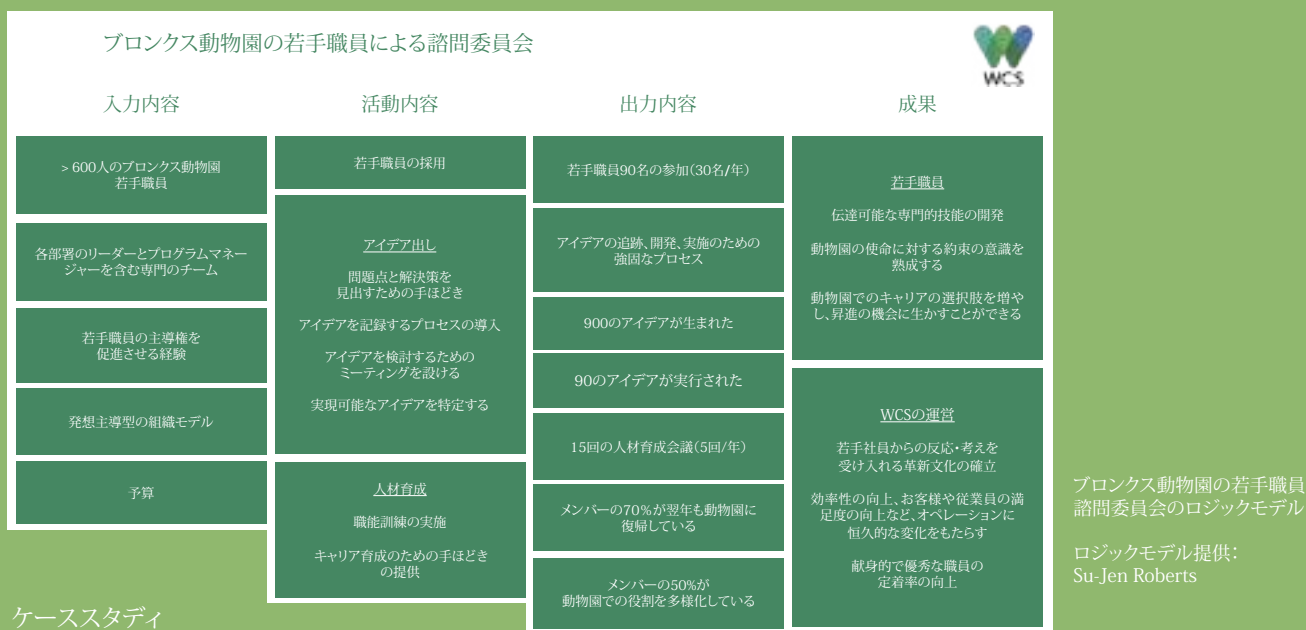 ブロンクス動物園の若手職員による諮問委員会
WCS
入力内容
活動内容
出力内容
成果
> 600人のブロンクス動物園
若手職員
各部署のリーダーとプログラムマネー
ジャーを含む専門のチーム
若手職員の主導権を
促進させる経験
発想主導型の組織モデル
予算
若手職員の採用
アイデア出し
問題点と解決策を
見出すための手ほどき
アイデアを記録するプロセスの導入
アイデアを検討するための
ミーティングを設ける
実現可能なアイデアを特定する
人材育成
職能訓練の実施
キャリア育成のための手ほどき
の提供
若手職員90名の参加(30名/年)
アイデアの追跡、開発、実施のための
強固なプロセス
900のアイデアが生まれた
90のアイデアが実行された
15回の人材育成会議(5回/年)
メンバーの70%が翌年も動物園に
復帰している
メンバーの50%が
動物園での役割を多様化している
若手職員
伝達可能な専門的技能の開発
動物園の使命に対する約束の意識を
熟成する
動物園でのキャリアの選択肢を増や
し、昇進の機会に生かすことができる
WCSの運営
若手社員からの反応・考えを
受け入れる革新文化の確立
効率性の向上、お客様や従業員の満
足度の向上など、オペレーションに
恒久的な変化をもたらす
献身的で優秀な職員の
定着率の向上
ブロンクス動物園の若手職員
諮問委員会のロジックモデル
ロジックモデル提供:
Su-Jen Roberts
ケーススタディ